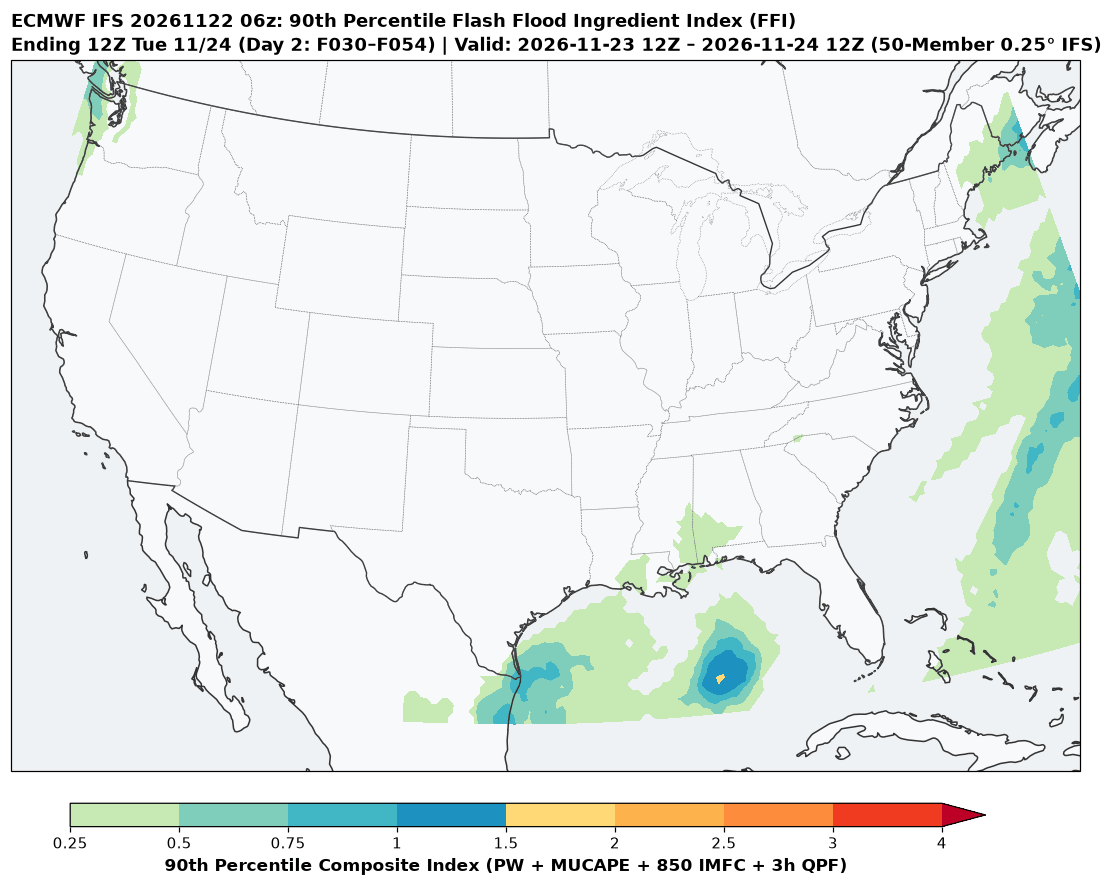 ECMWF IFS 20261122 06z: 90th Percentile Flash Flood Ingredient Index (FFI)
Ending 12Z Tue 11/24 (Day 2: F030–F054) | Valid: 2026-11-23 12Z – 2026-11-24 12Z (50-Member 0.25° IFS)
0.25 0.5 0.75 1 1.5 2 2.5 3 4
90th Percentile Composite Index (PW + MUCAPE + 850 IMFC + 3h QPF)